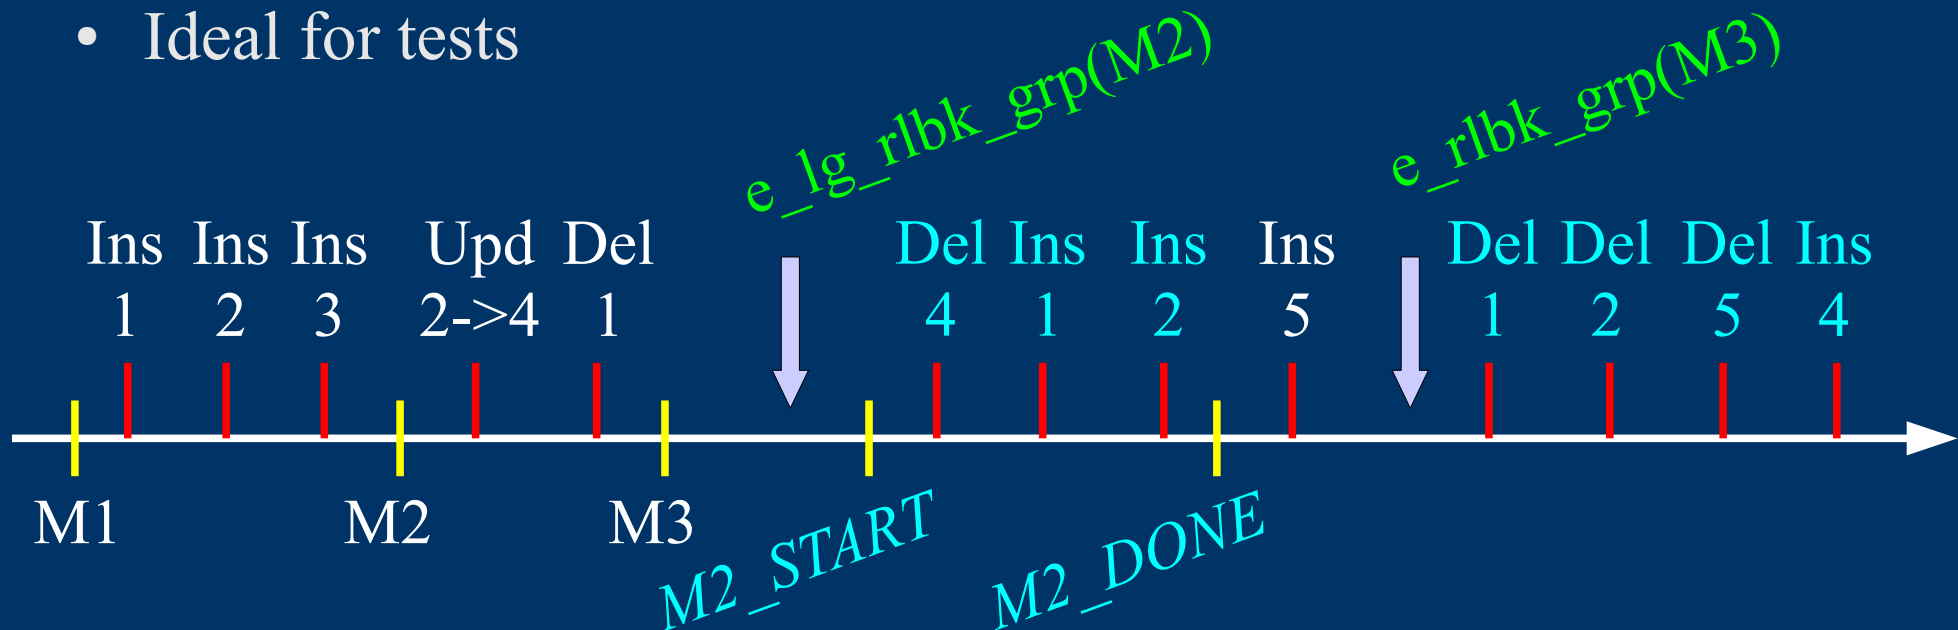 • Ideal for tests
e_lg_rlbk_grp(M2) e_rlbk_grp(M3)
Ins Ins Ins Upd Del Del Ins Ins Ins Del Del Del Ins
1 2 3 2->4 1 4 1 2 5 1 2 5 4
M1 M2 M3 M2_START M2_DONE